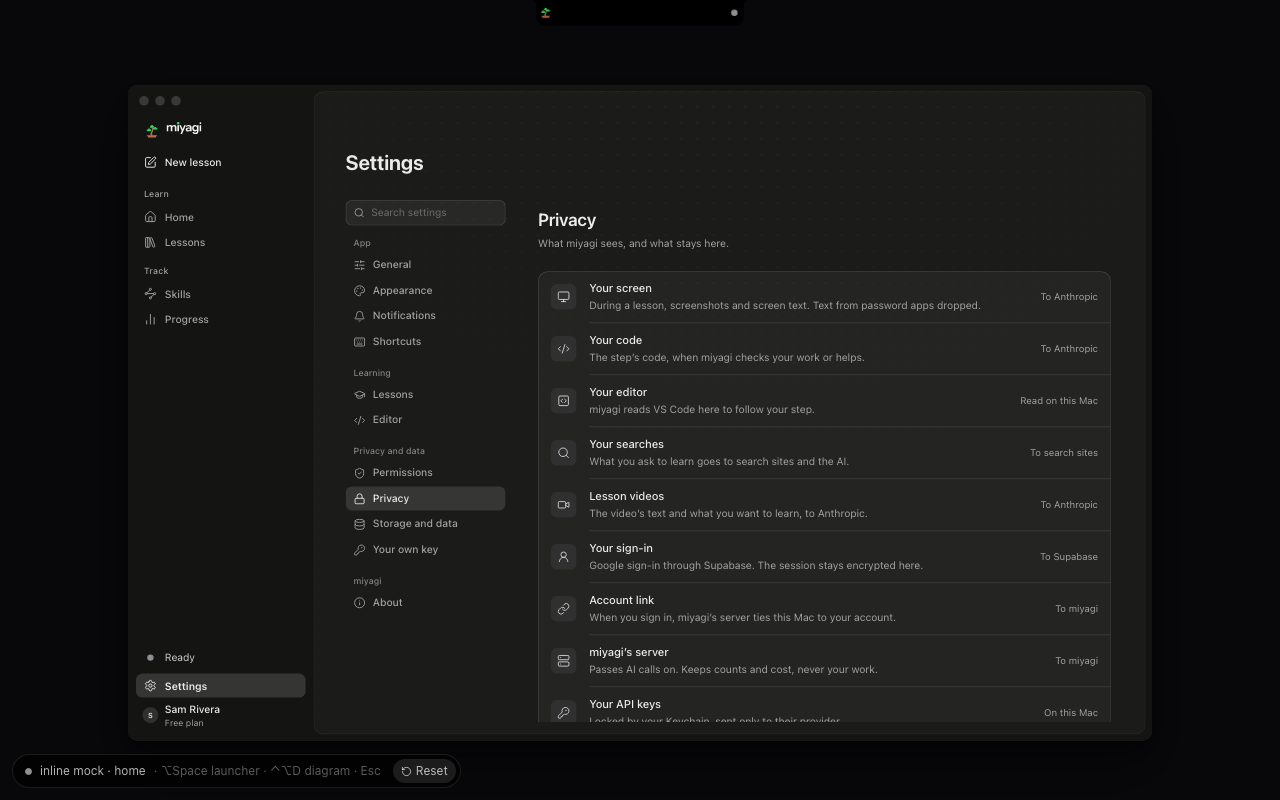 miyagi
New lesson
Learn
Home
Lessons
Track
Skills
Progress
Ready
Settings
S
Sam Rivera
Free plan
Settings
Search settings
App
General
Appearance
Notifications
Shortcuts
Learning
Lessons
Editor
Privacy and data
Permissions
Privacy
Storage and data
Your own key
miyagi
About
Privacy
What miyagi sees, and what stays here.
Your screen
During a lesson, screenshots and screen text. Text from password apps dropped.
To Anthropic
Your code
The step's code, when miyagi checks your work or helps.
To Anthropic
Your editor
miyagi reads VS Code here to follow your step.
Read on this Mac
Your searches
What you ask to learn goes to search sites and the AI.
To search sites
Lesson videos
The video's text and what you want to learn, to Anthropic.
To Anthropic
Your sign-in
Google sign-in through Supabase. The session stays encrypted here.
To Supabase
Account link
When you sign in, miyagi's server ties this Mac to your account.
To miyagi
miyagi's server
Passes AI calls on. Keeps counts and cost, never your work.
To miyagi
Your API keys
Locked by your Keychain, sent only to their provider.
On this Mac
inline mock · home · ⌥Space launcher · ^⌥D diagram · Esc
Reset